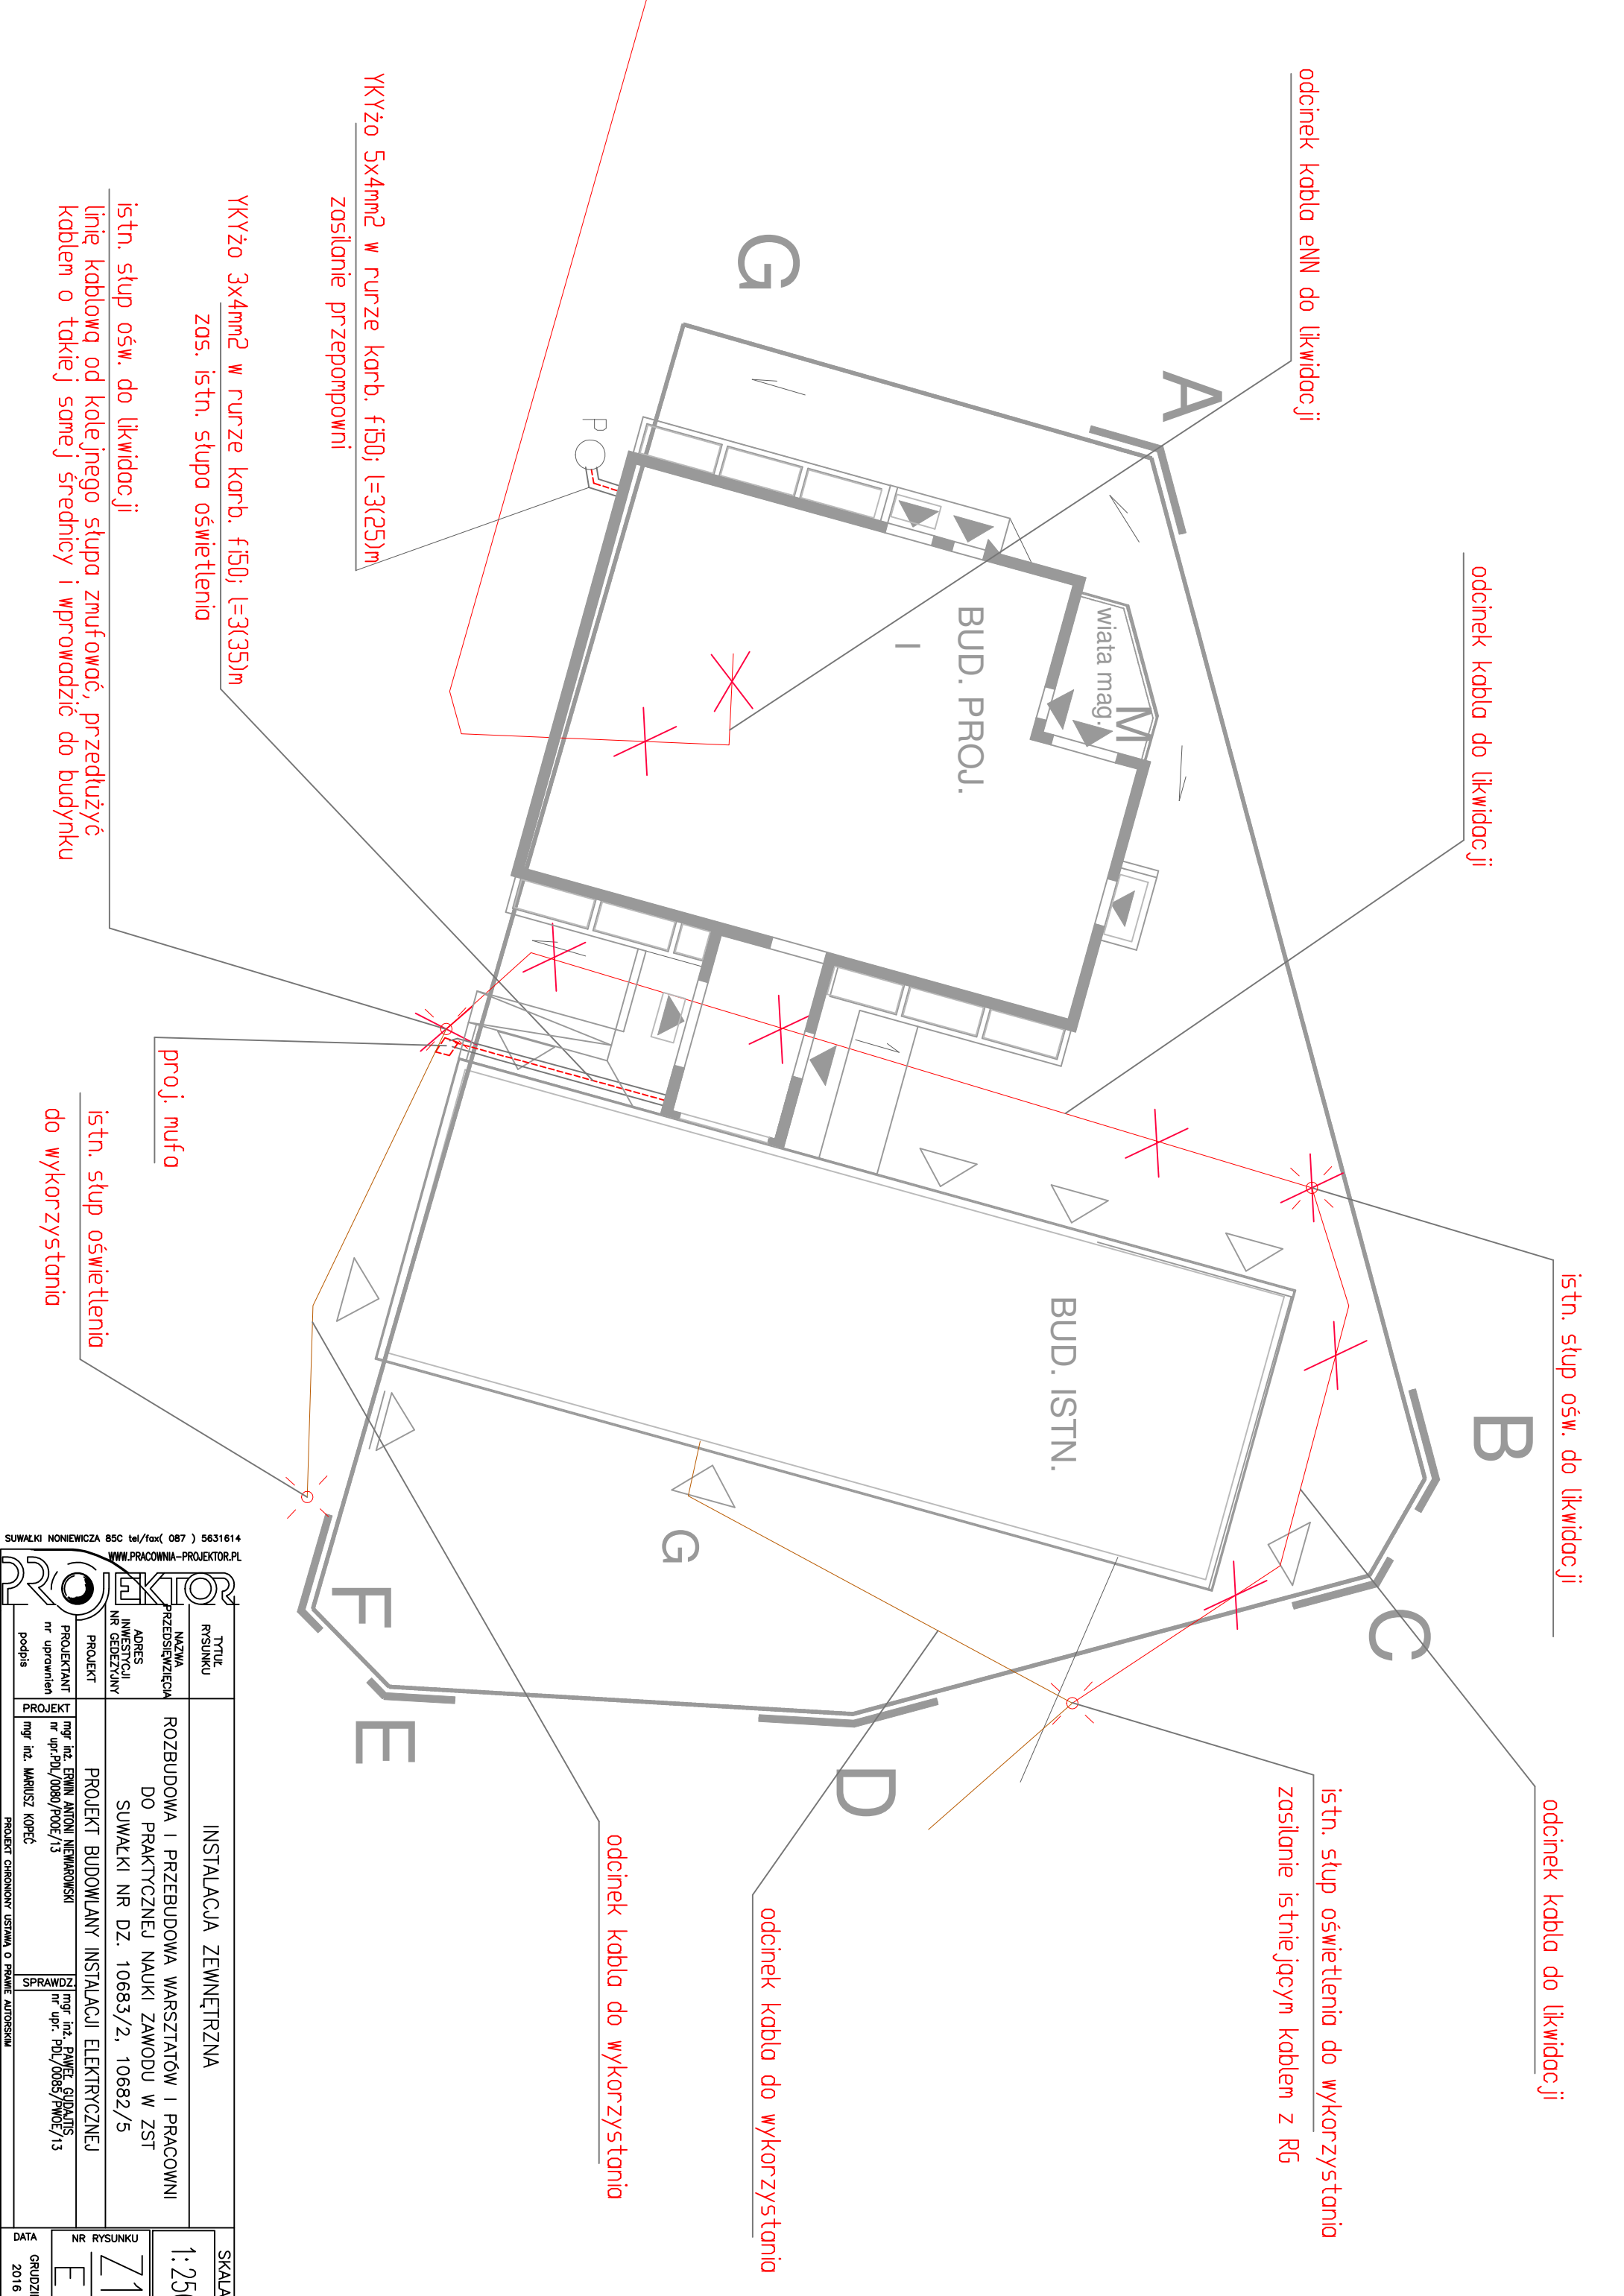 odcinek kabla eNN do likwidacji
odcinek kabla do likwidacji
istn. słup ośw. do likwidacji
odcinek kabla do likwidacji
istn. słup oświetlenia do wykorzystania
zasilanie istniejącym kablem z RG
odcinek kabla do wykorzystania
odcinek kabla do wykorzystania
YKYżo 5x4mm2 w rurze karb. fi50; l=3(25)m
zasilanie przepompowni
YKYżo 3x4mm2 w rurze karb. fi50; l=3(35)m
zas. istn. słupa oświetlenia
istn. słup ośw. do likwidacji
linię kablową od kolejnego słupa zmufować, przedłużyć
kablem o takiej samej średnicy i wprowadzić do budynku
proj. mufa
istn. słup oświetlenia
do wykorzystania
A
B
C
D
E
F
G
G
M
wiata mag.
BUD. PROJ.
I
BUD. ISTN.
P
SUWAŁKI NONIEWICZA 85C tel/fax( 087 ) 5631614
WWW.PRACOWNIA-PROJEKTOR.PL
PROJEKTOR
TYTUŁ
RYSUNKU
INSTALACJA ZEWNĘTRZNA
NAZWA
PRZEDSIĘWZIĘCIA
ROZBUDOWA I PRZEBUDOWA WARSZTATÓW I PRACOWNI
DO PRAKTYCZNEJ NAUKI ZAWODU W ZST
ADRES
INWESTYCJI
NR GEDEZYJNY
SUWAŁKI NR DZ. 10683/2, 10682/5
PROJEKT
PROJEKT BUDOWLANY INSTALACJI ELEKTRYCZNEJ
PROJEKTANT
nr uprawnień
podpis
PROJEKT
mgr inż. ERWIN ANTONI NIEWIAROWSKI
nr upr.PDL/0080/POOE/13
mgr inż. MARIUSZ KOPEĆ
SPRAWDZ.
mgr inż. PAWEŁ GUDAJTIS
nr upr. PDL/0085/PWOE/13
PROJEKT CHRONIONY USTAWĄ O PRAWIE AUTORSKIM
SKALA
1:250
NR RYSUNKU
Z1
E
DATA
2016